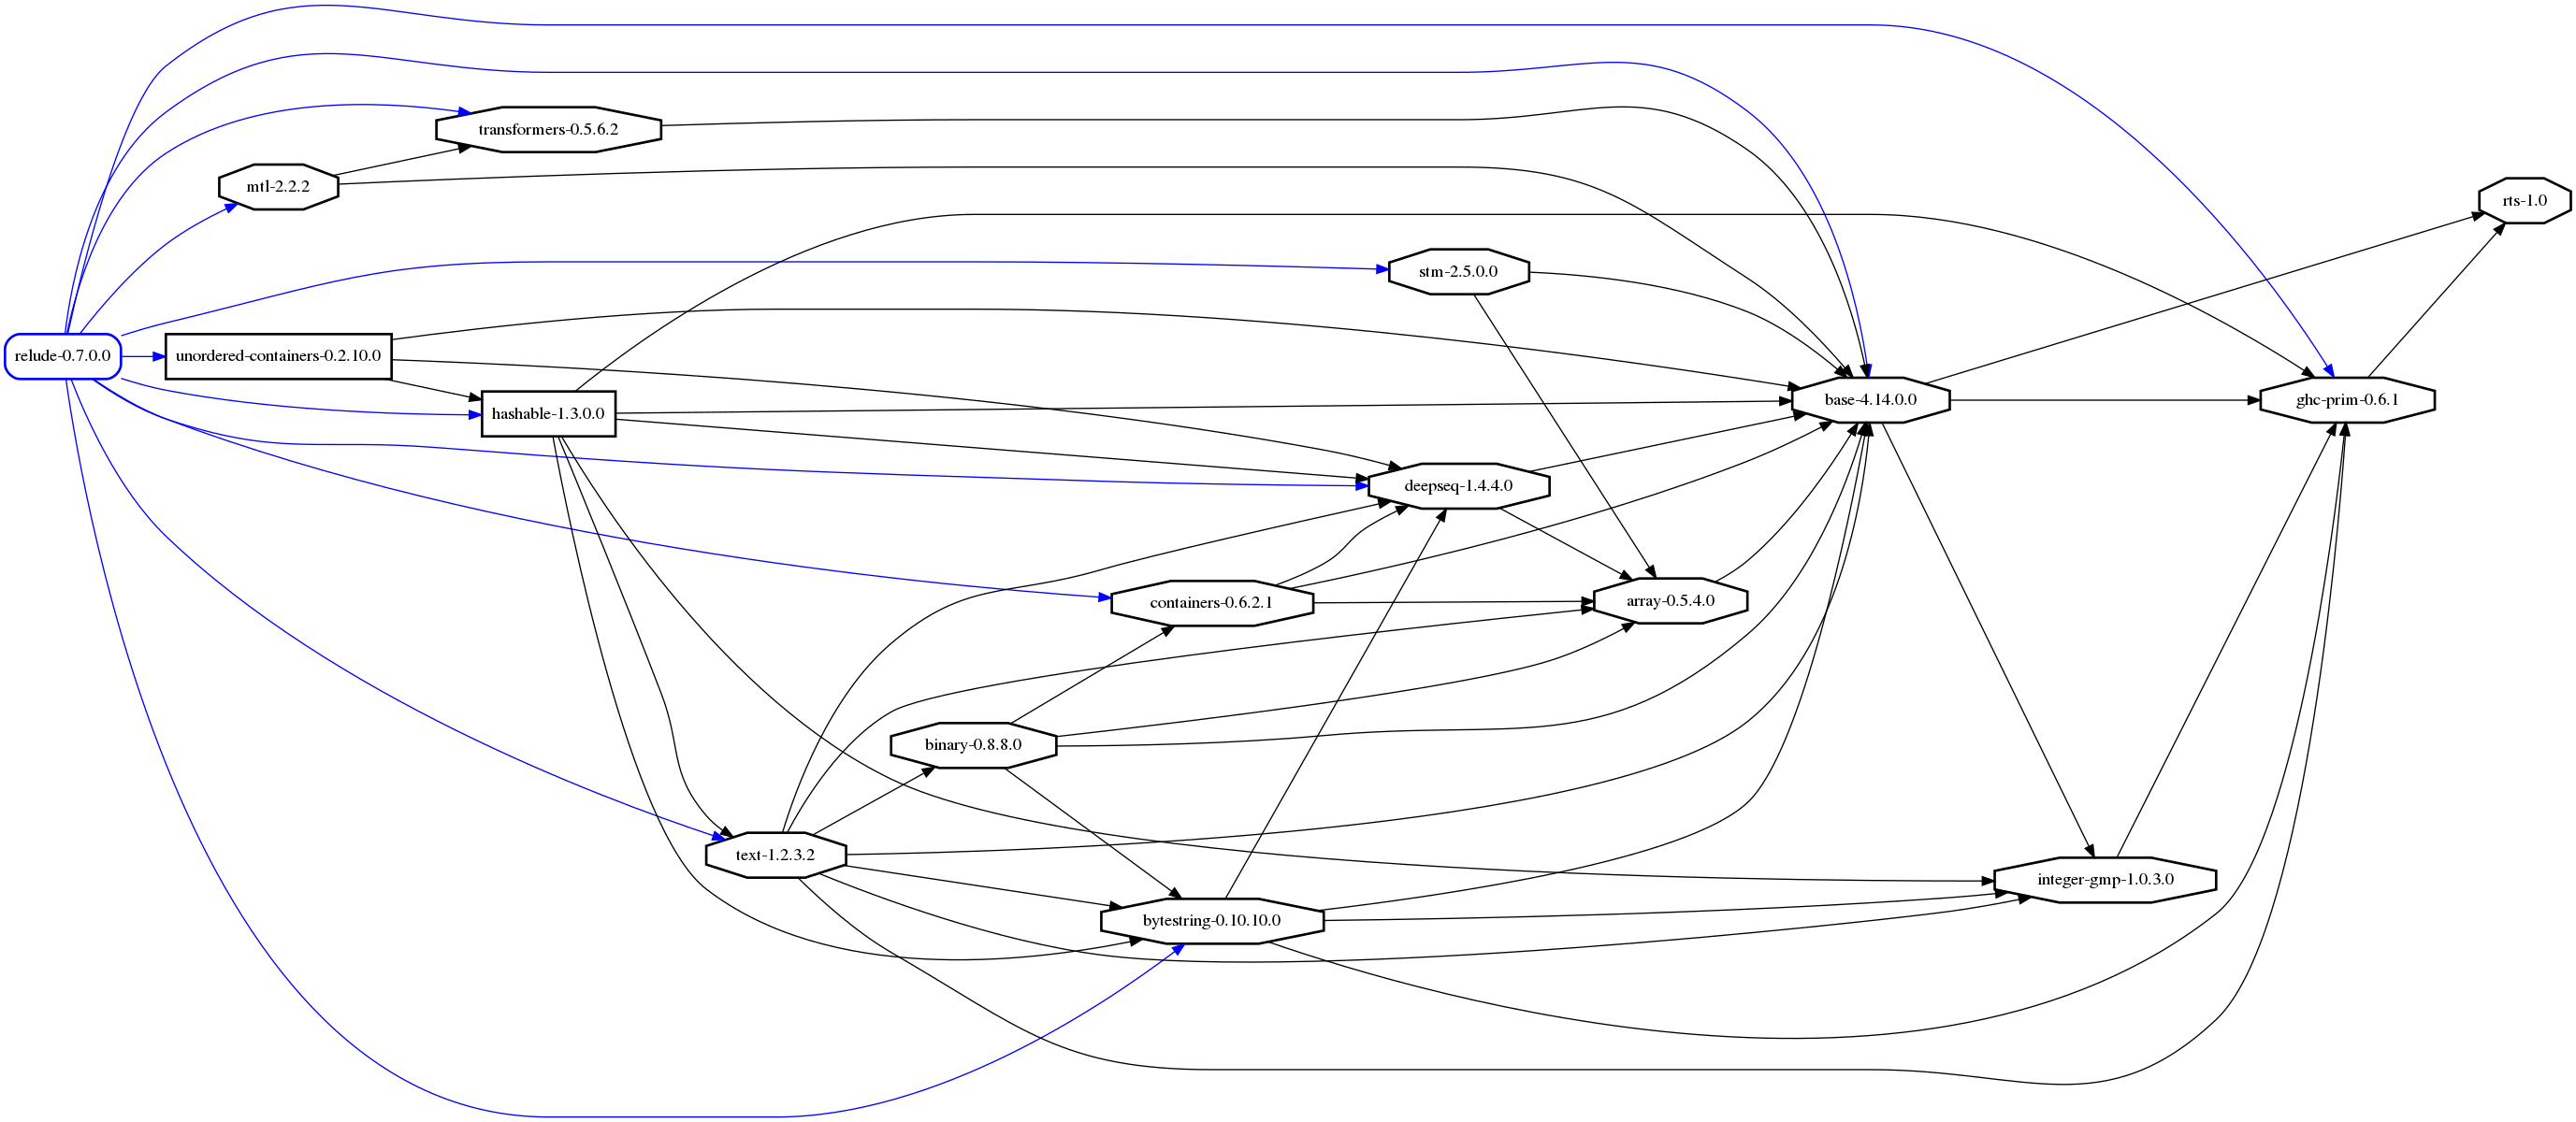 transformers-0.5.6.2
mtl-2.2.2
rts-1.0
stm-2.5.0.0
relude-0.7.0.0
unordered-containers-0.2.10.0
hashable-1.3.0.0
base-4.14.0.0
ghc-prim-0.6.1
deepseq-1.4.4.0
containers-0.6.2.1
array-0.5.4.0
binary-0.8.8.0
text-1.2.3.2
integer-gmp-1.0.3.0
bytestring-0.10.10.0